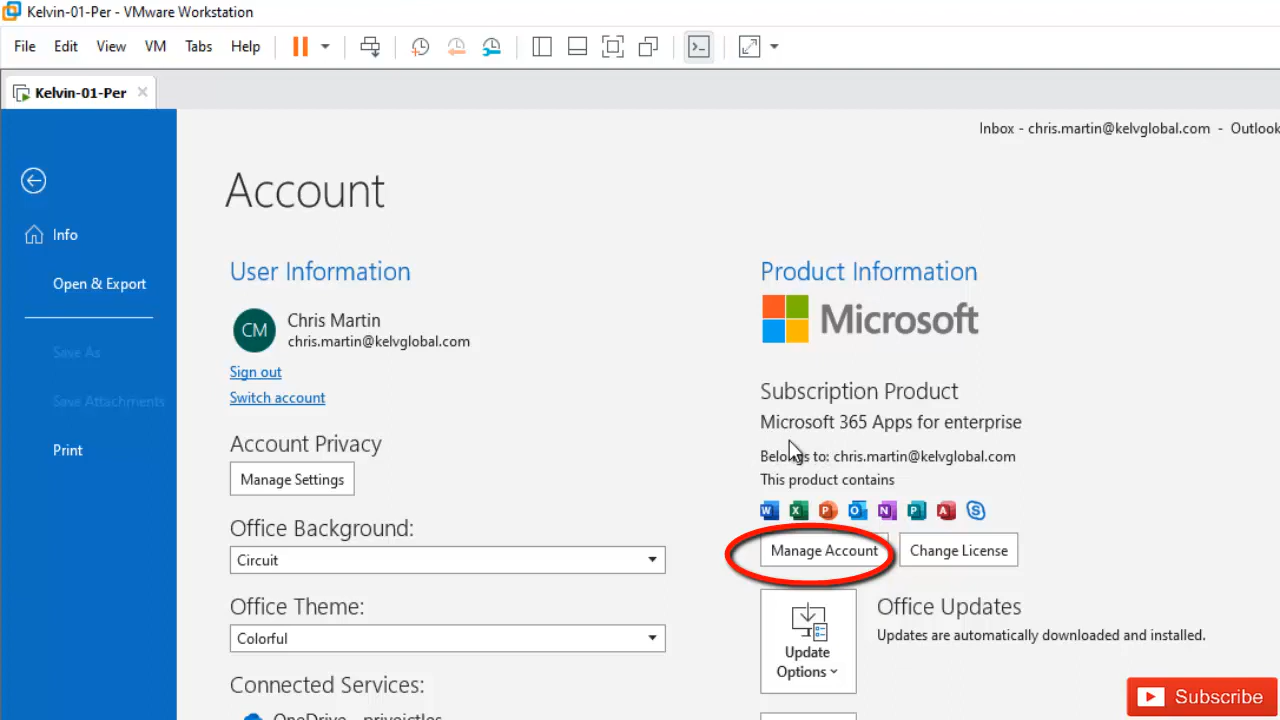 Kelvin-01-Per - VMware Workstation
File Edit View VM Tabs Help
Kelvin-01-Per
Inbox - chris.martin@kelvglobal.com - Outlook
Account
Info
Open & Export
Save As
Save Attachments
Print
User Information
CM
Chris Martin
chris.martin@kelvglobal.com
Sign out
Switch account
Account Privacy
Manage Settings
Office Background:
Circuit
Office Theme:
Colorful
Connected Services:
OneDrive - priveistles
Product Information
Microsoft
Subscription Product
Microsoft 365 Apps for enterprise
Belongs to: chris.martin@kelvglobal.com
This product contains
W X P O N P A S
Manage Account Change License
Update
Options
Office Updates
Updates are automatically downloaded and installed.
Subscribe